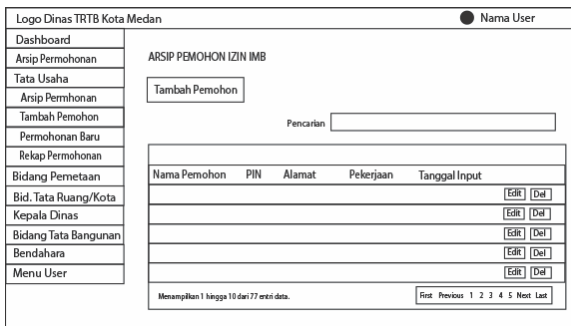 Logo Dinas TRTB Kota Medan
Nama User
Dashboard
Arsip Permohonan
Tata Usaha
Arsip Permhonan
Tambah Pemohon
Permohonan Baru
Rekap Permohonan
Bidang Pemetaan
Bid. Tata Ruang/Kota
Kepala Dinas
Bidang Tata Bangunan
Bendahara
Menu User
ARSIP PEMOHON IZIN IMB
Tambah Pemohon
Pencarian
Nama Pemohon PIN Alamat Pekerjaan Tanggal Input
Edit Del
Edit Del
Edit Del
Edit Del
Edit Del
Menampilkan 1 hingga 10 dari 77 entri data.
First Previous 1 2 3 4 5 Next Last